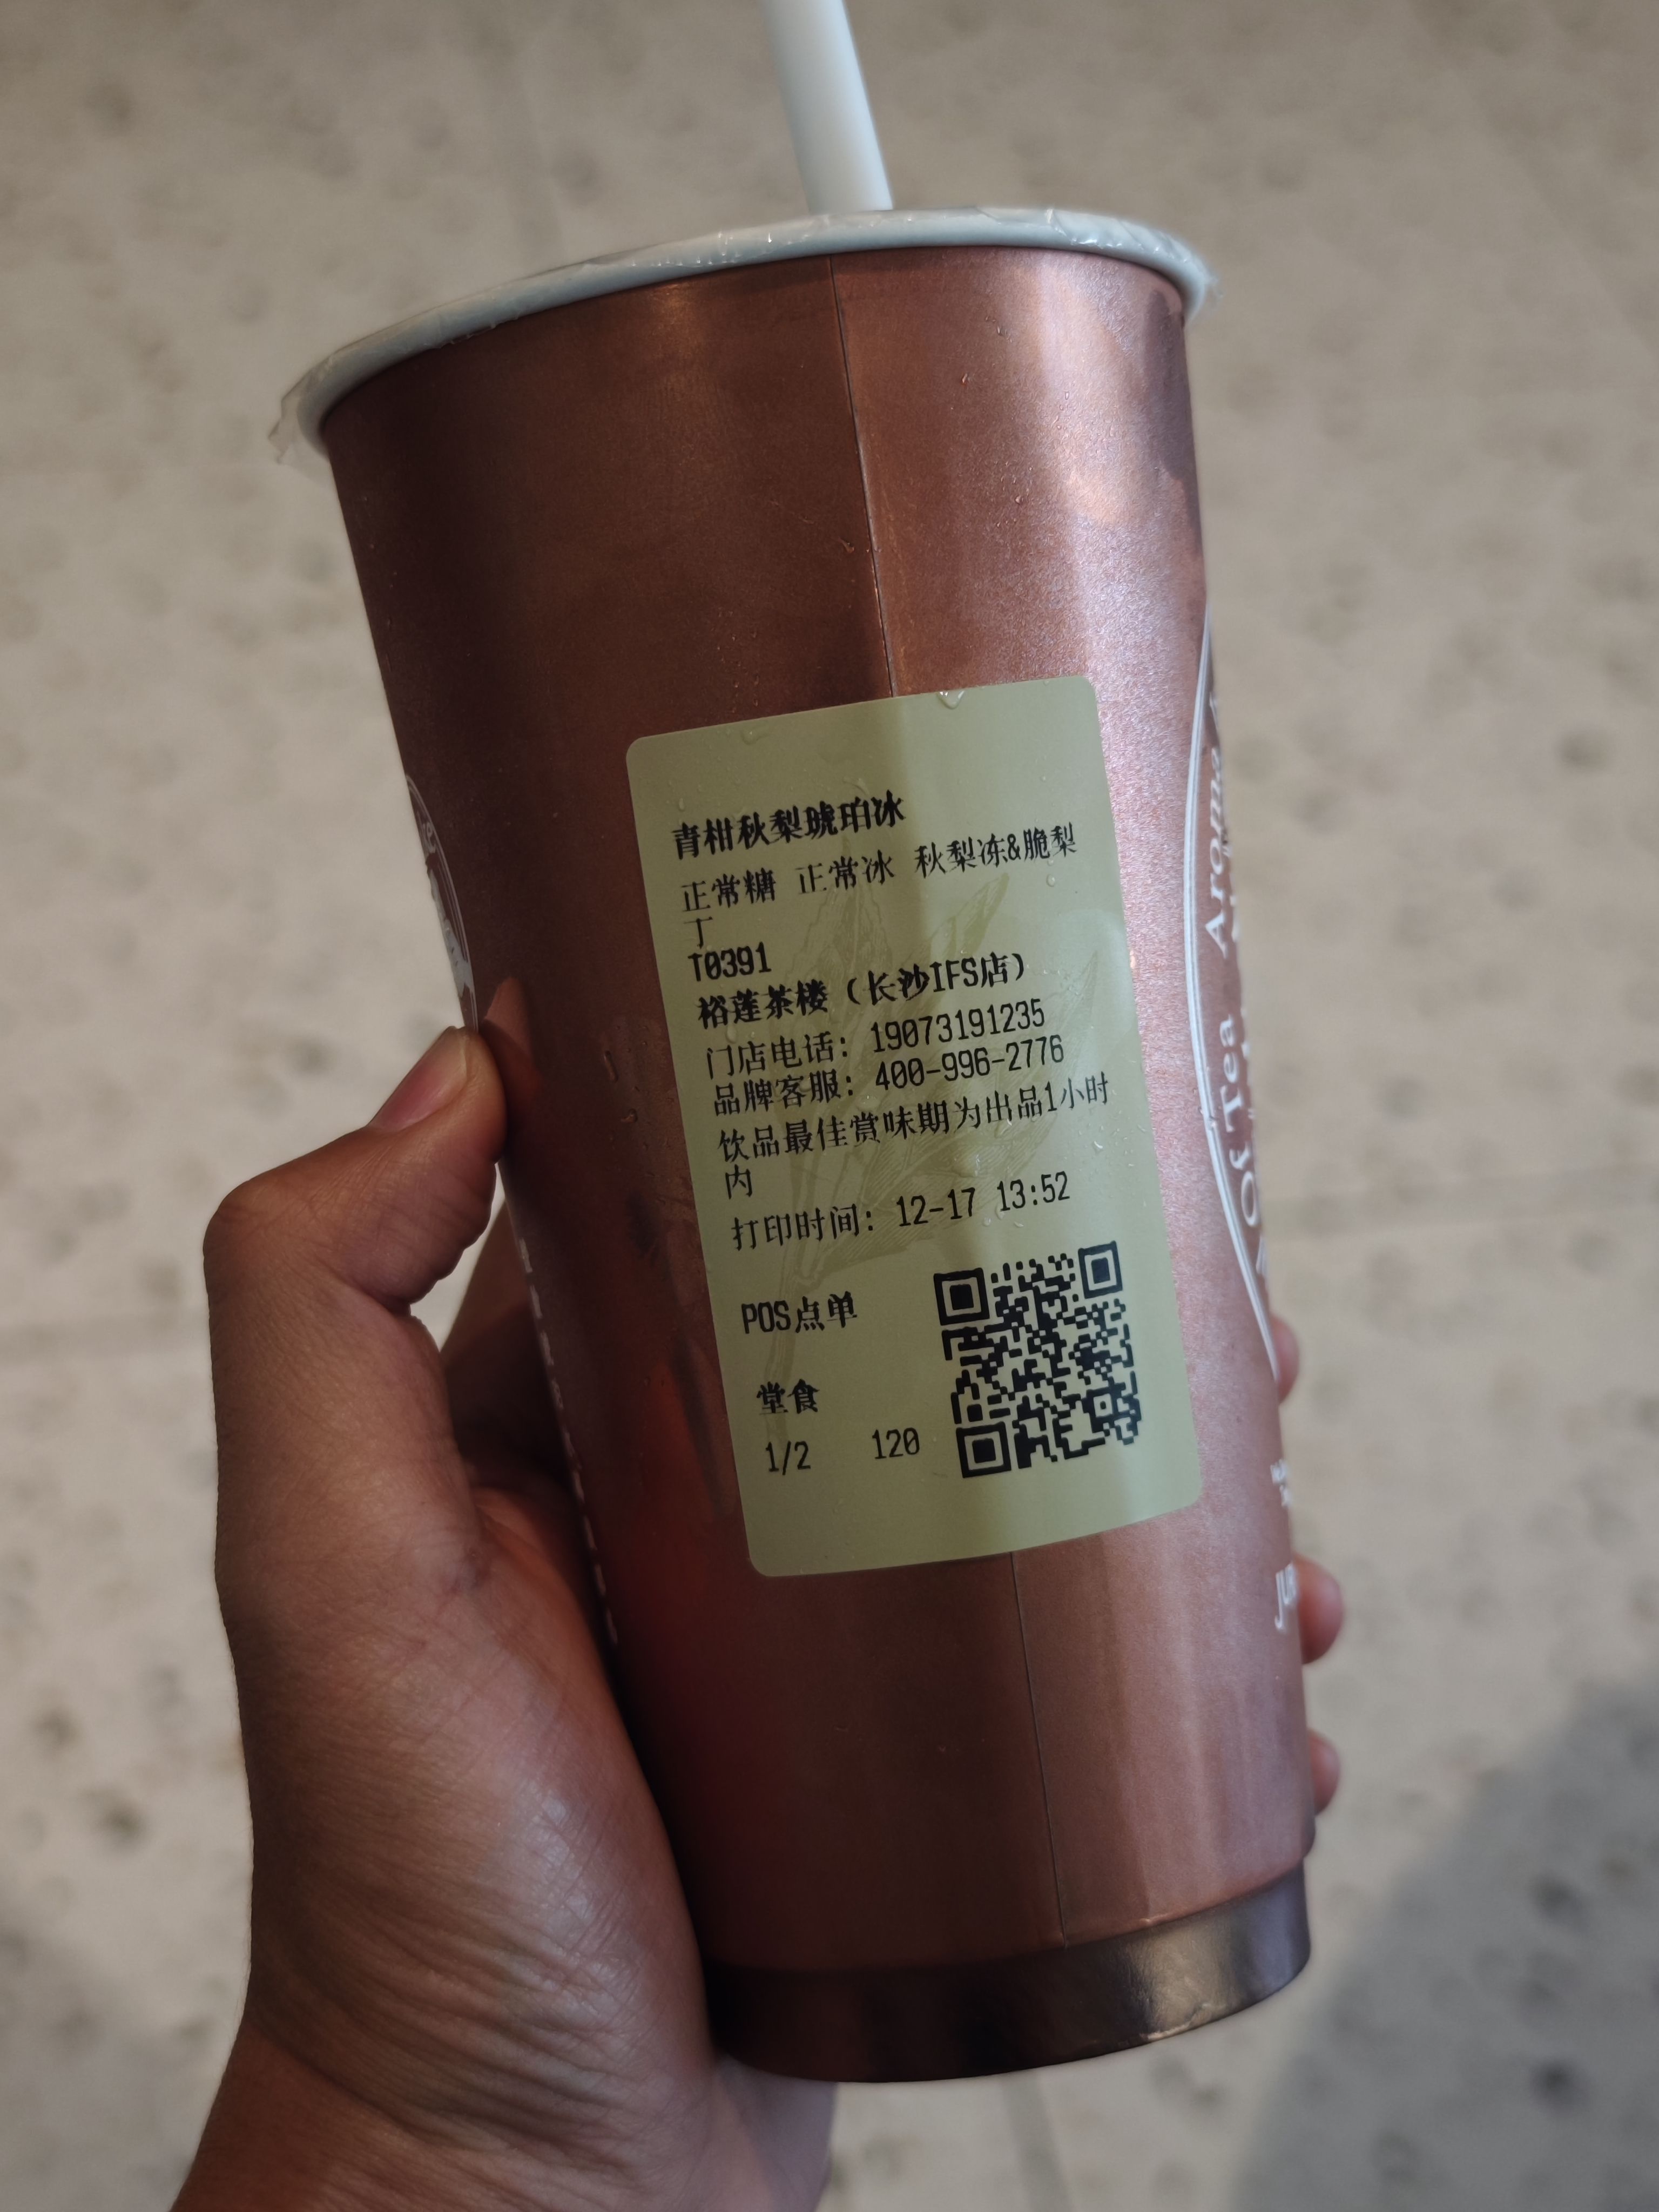 青柑秋梨琥珀冰
正常糖 正常冰 秋梨冻&脆梨
丁
T0391
裕莲茶楼（长沙IFS店）
门店电话: 19073191235
品牌客服: 400-996-2776
饮品最佳赏味期为出品1小时
内
打印时间: 12-17 13:52
POS点单
堂食
1/2 120
Of Tea Aroma